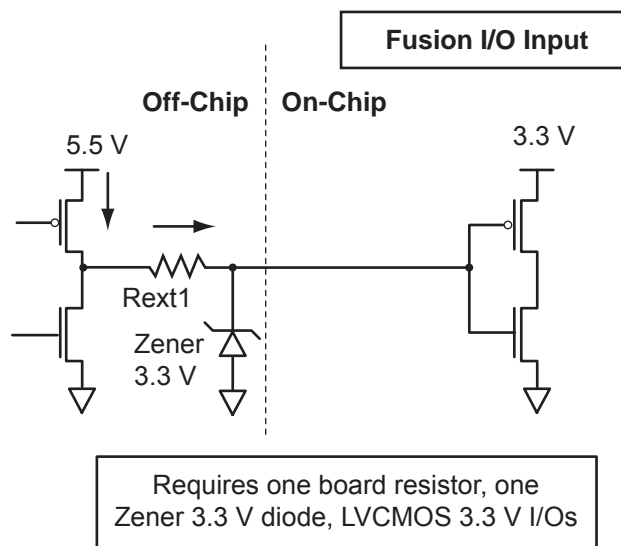 Fusion I/O Input
Off-Chip
On-Chip
5.5 V
3.3 V
Rext1
Zener
3.3 V
Requires one board resistor, one
Zener 3.3 V diode, LVCMOS 3.3 V I/Os